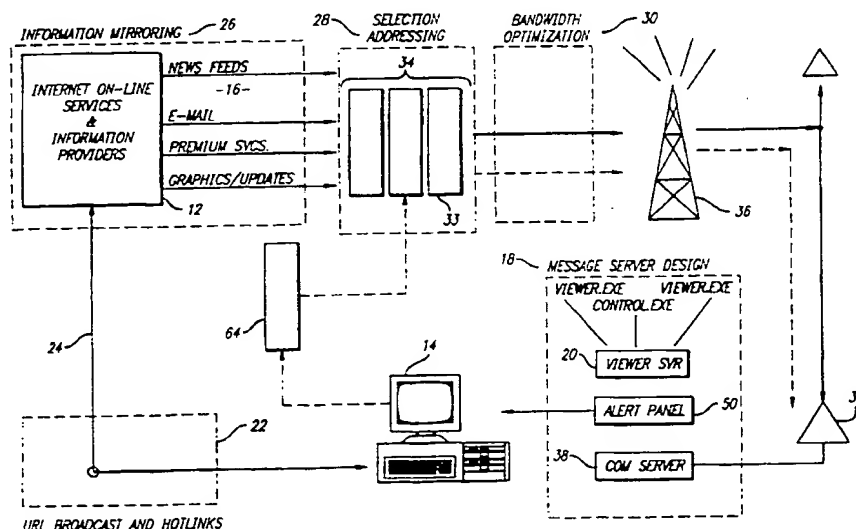 INFORMATION MIRRORING
26
28
SELECTION
ADDRESSING
BANDWIDTH
OPTIMIZATION
30
NEWS FEEDS
-16-
INTERNET ON-LINE
SERVICES
&
INFORMATION
PROVIDERS
E-MAIL
PREMIUM SVCS.
GRAPHICS/UPDATES
12
34
33
36
18
MESSAGE SERVER DESIGN
VIEWER.EXE
VIEWER.EXE
CONTROL.EXE
64
24
14
20
VIEWER SVR
ALERT PANEL
50
38
COM SERVER
22
URL BROADCAST AND HOTLINKS